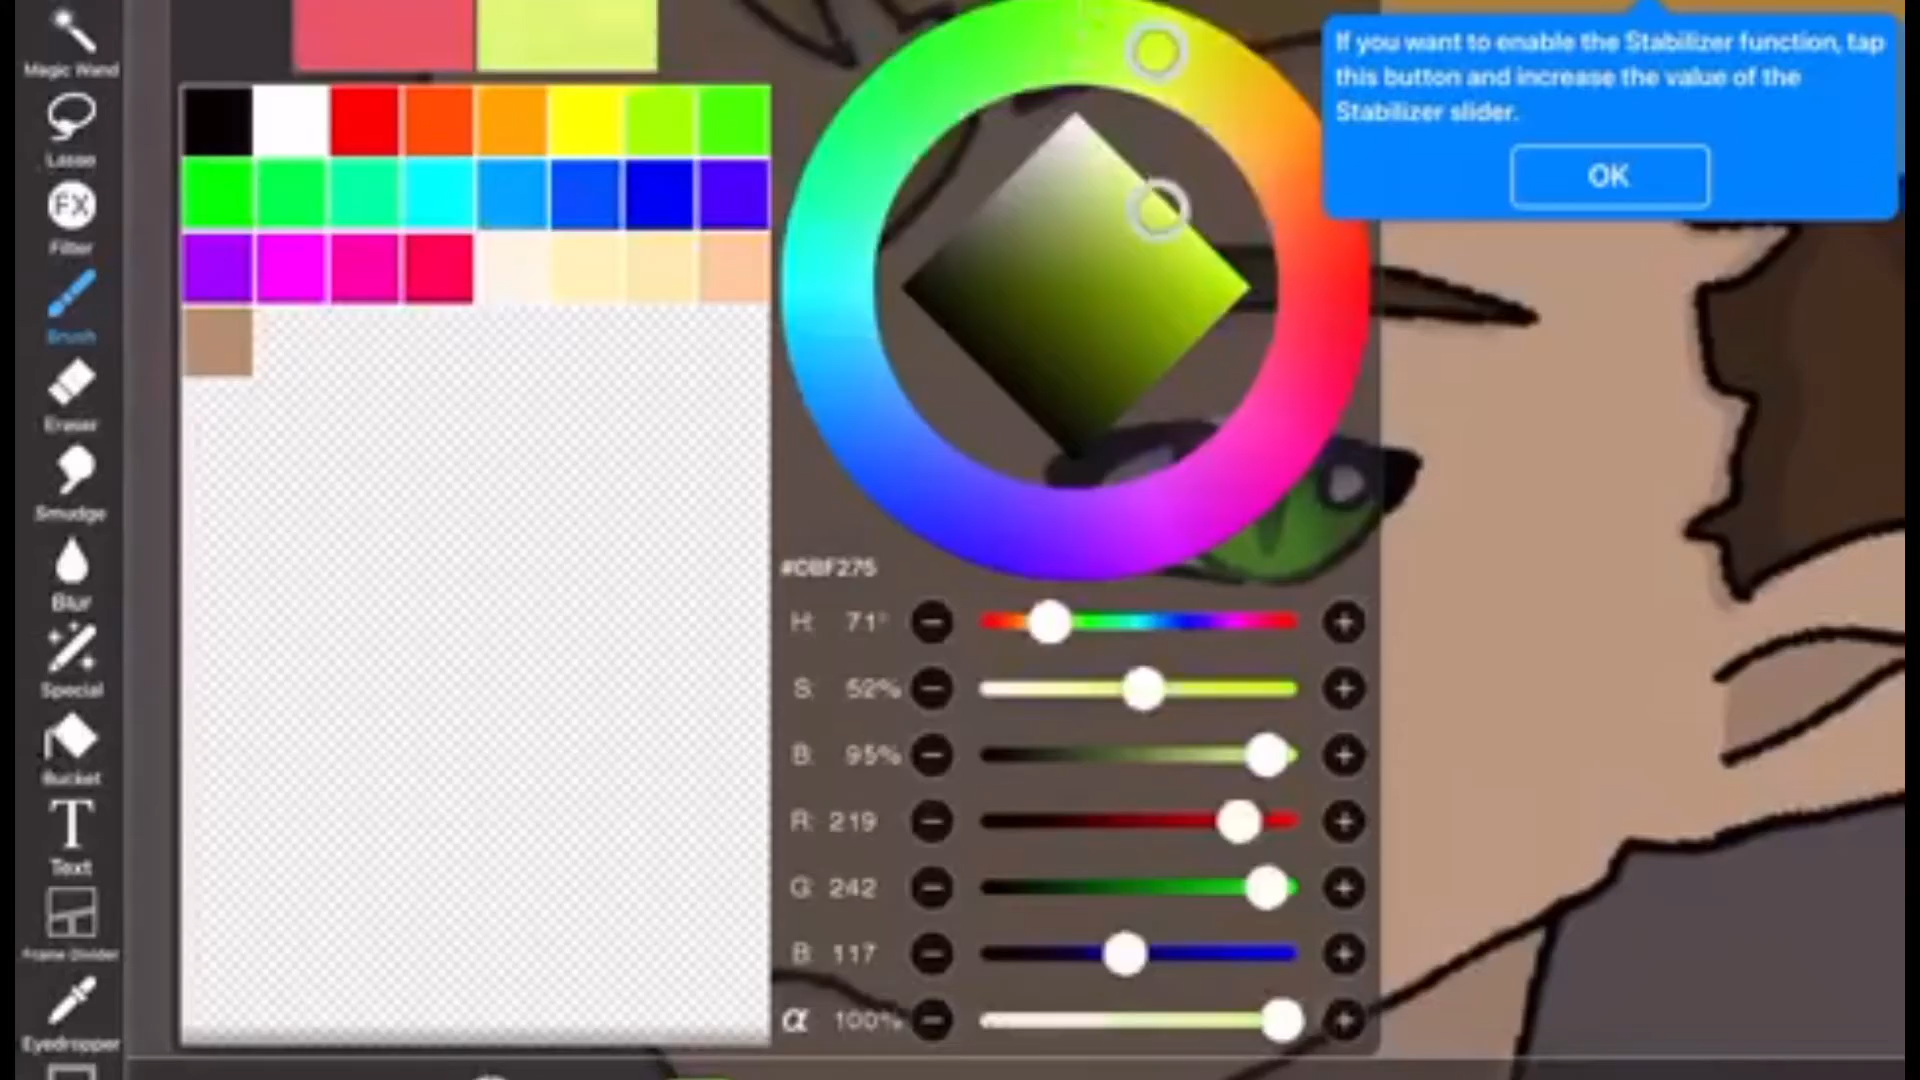 Magic Wand
Lasso
FX
Filter
Brush
Eraser
Smudge
Blur
Special
Bucket
T
Text
Frame Divider
Eyedropper
#DBF275
H: 71°
S: 52%
B: 95%
R: 219
G: 242
B: 117
α 100%
If you want to enable the Stabilizer function, tap
this button and increase the value of the
Stabilizer slider.
OK